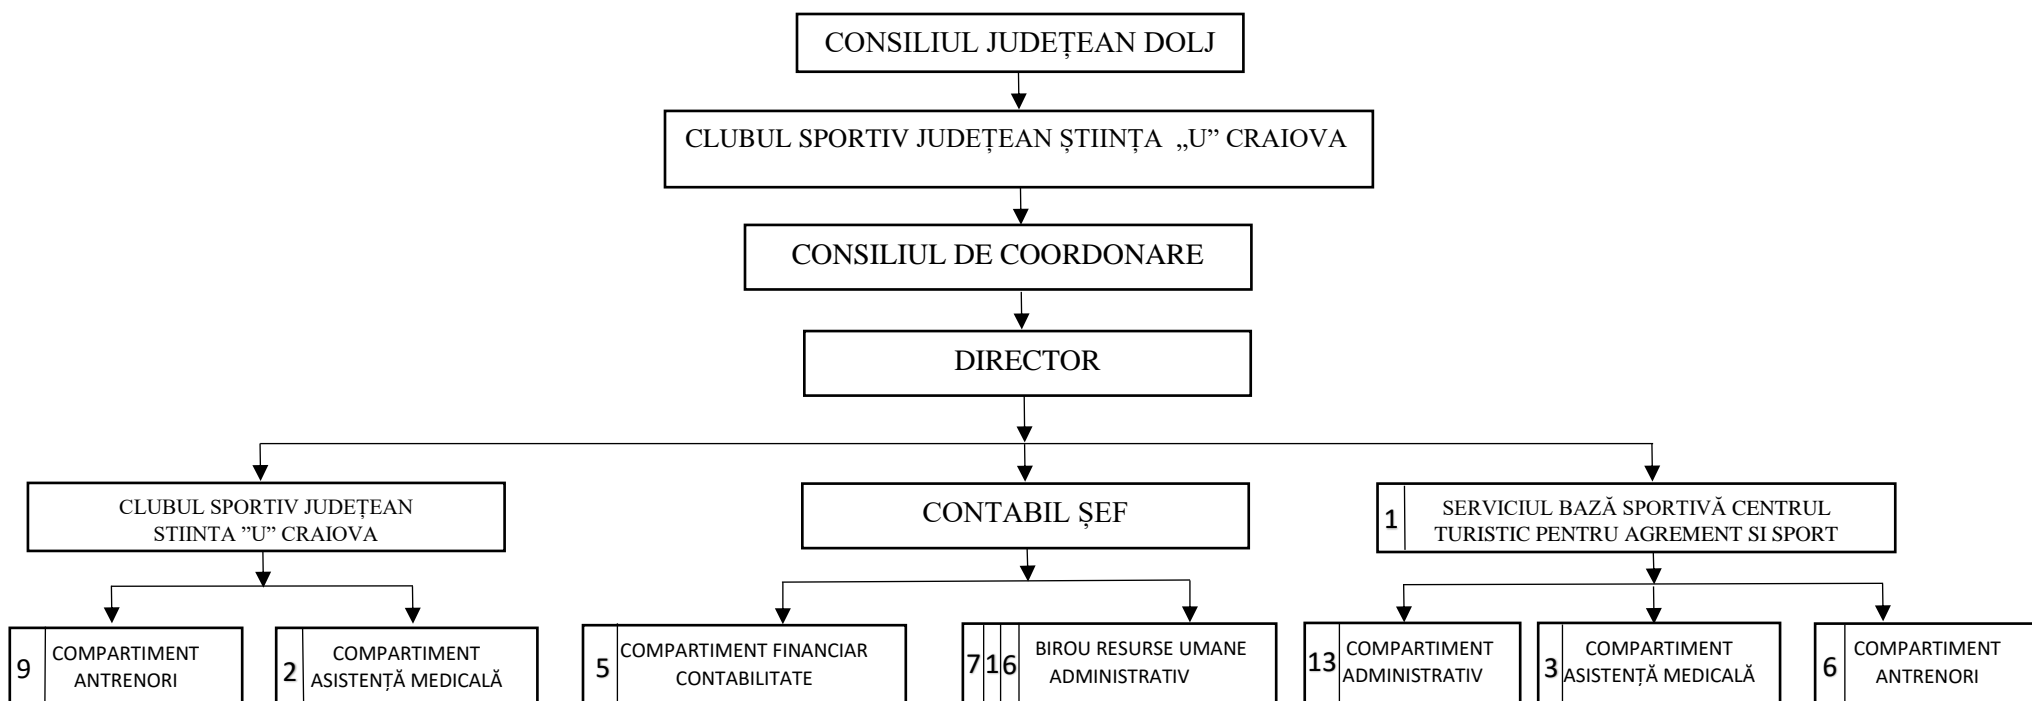 CONSILIUL JUDEȚEAN DOLJ
CLUBUL SPORTIV JUDEȚEAN ȘTIINȚA „U” CRAIOVA
CONSILIUL DE COORDONARE
DIRECTOR
CLUBUL SPORTIV JUDEȚEAN
STIINTA ”U” CRAIOVA
CONTABIL ȘEF
1
SERVICIUL BAZĂ SPORTIVĂ CENTRUL
TURISTIC PENTRU AGREMENT SI SPORT
9
COMPARTIMENT
ANTRENORI
2
COMPARTIMENT
ASISTENȚĂ MEDICALĂ
5
COMPARTIMENT FINANCIAR
CONTABILITATE
7 1 6
BIROU RESURSE UMANE
ADMINISTRATIV
13
COMPARTIMENT
ADMINISTRATIV
3
COMPARTIMENT
ASISTENȚĂ MEDICALĂ
6
COMPARTIMENT
ANTRENORI